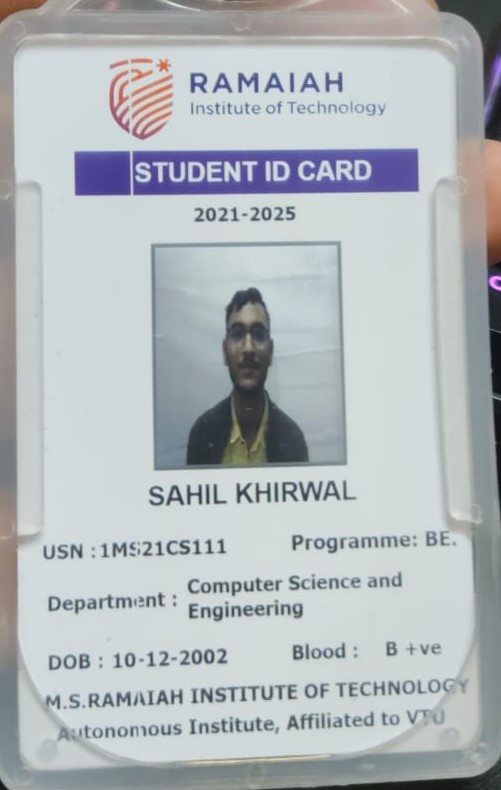 RAMAIAH
Institute of Technology
STUDENT ID CARD
2021-2025
SAHIL KHIRWAL
USN : 1MS21CS111 Programme: BE.
Department : Computer Science and
Engineering
DOB : 10-12-2002 Blood : B +ve
M.S.RAMAIAH INSTITUTE OF TECHNOLOGY
Autonomous Institute, Affiliated to VTU